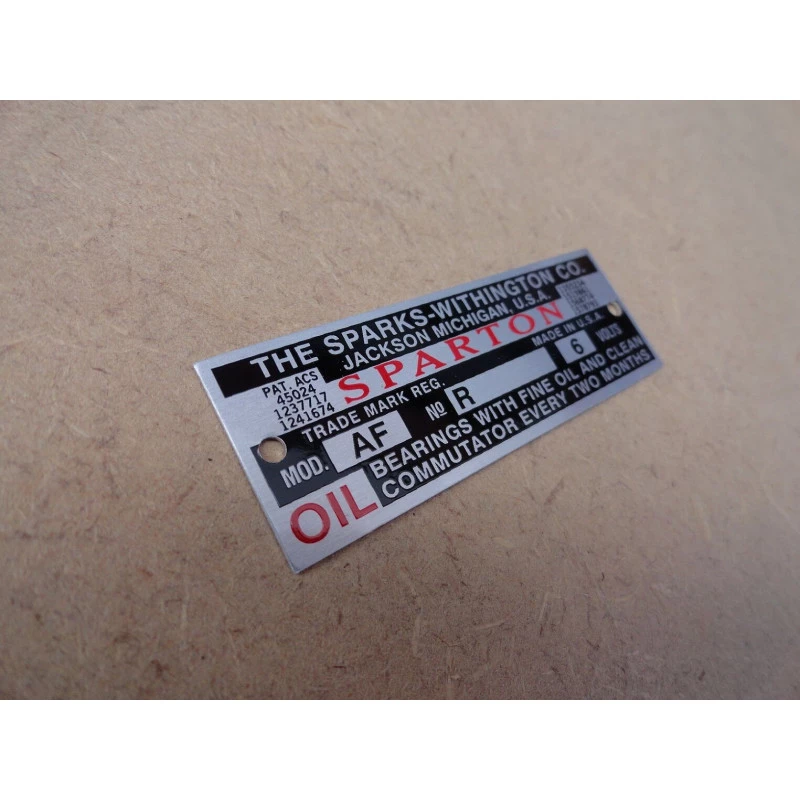 THE SPARKS-WITHINGTON CO.
JACKSON MICHIGAN, U.S.A.
PAT. ACS
45024
1237717
1241674
SPARTON
TRADE MARK REG.
MADE IN U.S.A.
MOD. AF № R 6 VOLTS
OIL BEARINGS WITH FINE OIL AND CLEAN
COMMUTATOR EVERY TWO MONTHS